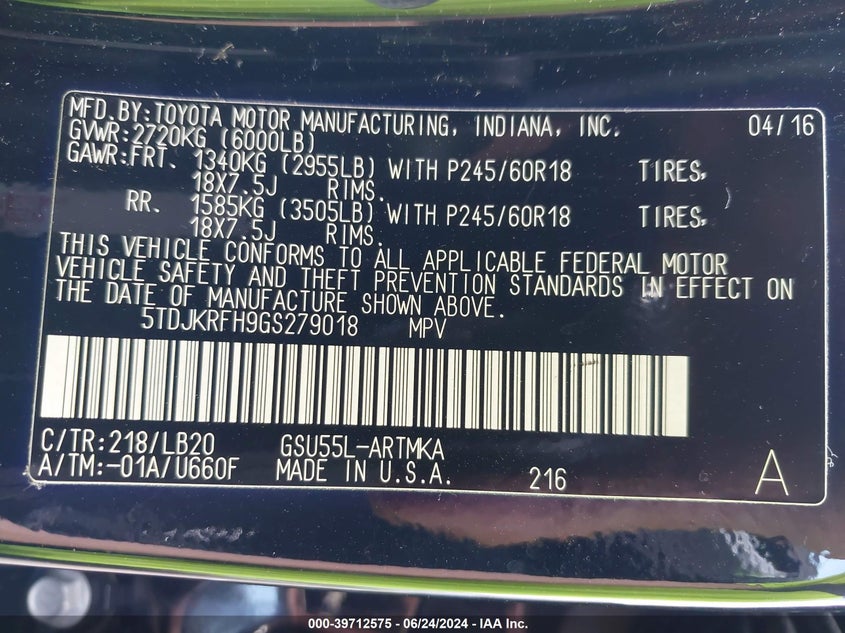 MFD.BY:TOYOTA MOTOR MANUFACTURING, INDIANA, INC. 04/16
GVWR:2720KG (6000LB)
GAWR:FRT. 1340KG (2955LB) WITH P245/60R18 TIRES,
18X7.5J RIMS.
RR. 1585KG (3505LB) WITH P245/60R18 TIRES,
18X7.5J RIMS.
THIS VEHICLE CONFORMS TO ALL APPLICABLE FEDERAL MOTOR
VEHICLE SAFETY AND THEFT PREVENTION STANDARDS IN EFFECT ON
THE DATE OF MANUFACTURE SHOWN ABOVE.
5TDJKRFH9GS279018 MPV
C/TR:218/LB20 GSU55L-ARTMKA
A/TM:-01A/U660F MADE IN U.S.A. 216 A
000-39712575 - 06/24/2024 - IAA Inc.